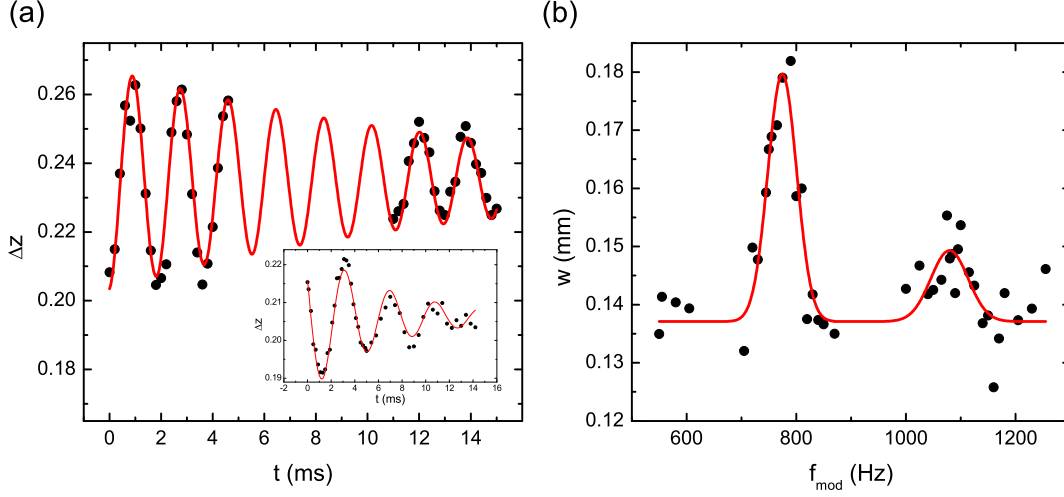 (a)
(b)
0.26
0.24
0.22
0.20
0.18
Δz
0 2 4 6 8 10 12 14 16
t (ms)
0.22
0.21
0.20
0.19
Δz
-2 0 2 4 6 8 10 12 14 16
t (ms)
0.18
0.17
0.16
0.15
0.14
0.13
0.12
w (mm)
600 800 1000 1200
f_mod (Hz)